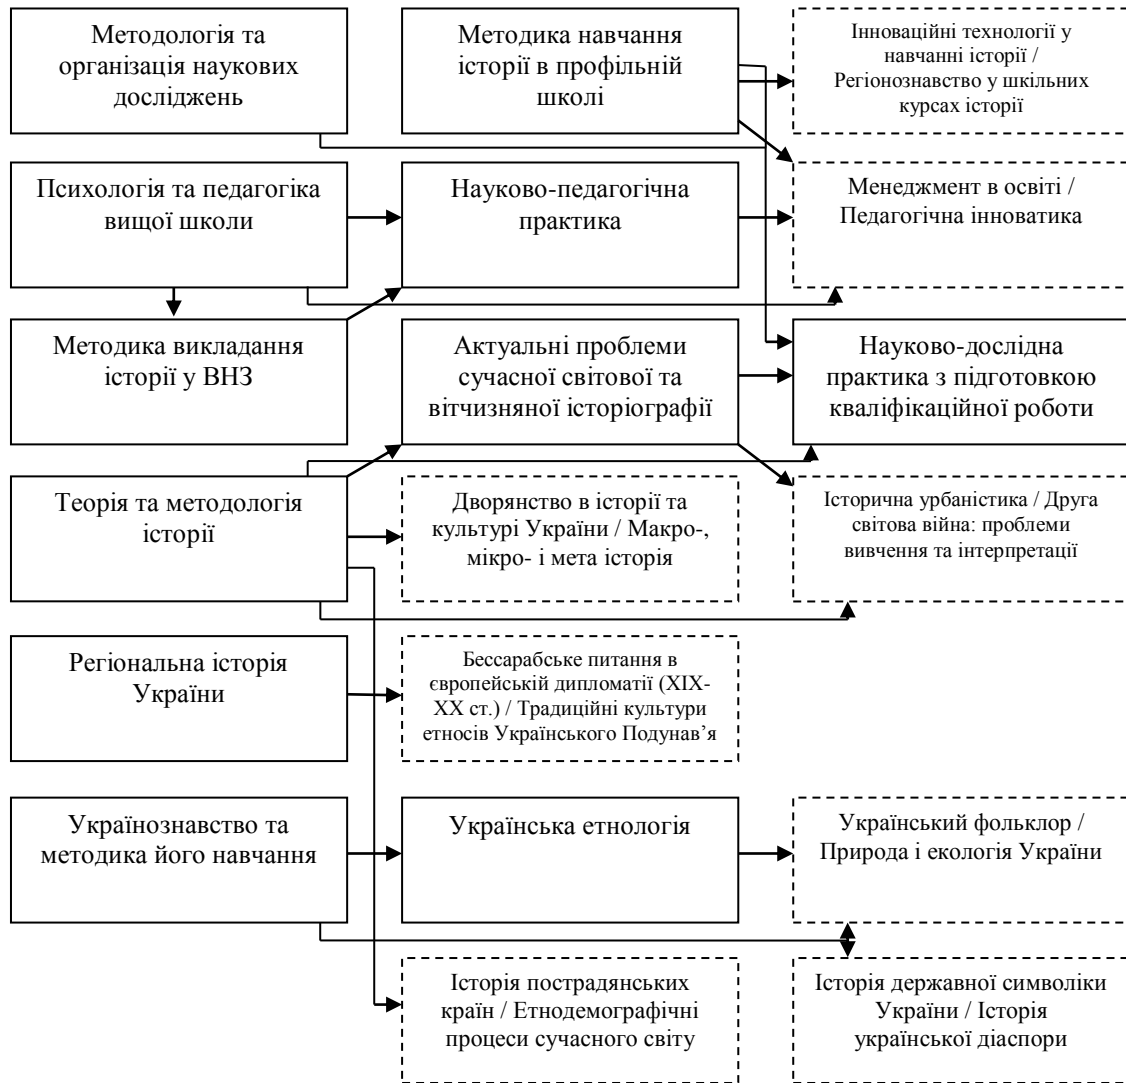 Методологія та
організація наукових
досліджень
Методика навчання
історії в профільній
школі
Інноваційні технології у
навчанні історії /
Регіонознавство у шкільних
курсах історії
Психологія та педагогіка
вищої школи
Науково-педагогічна
практика
Менеджмент в освіті /
Педагогічна інноватика
Методика викладання
історії у ВНЗ
Актуальні проблеми
сучасної світової та
вітчизняної історіографії
Науково-дослідна
практика з підготовкою
кваліфікаційної роботи
Теорія та методологія
історії
Дворянство в історії та
культурі України / Макро-,
мікро- і мета історія
Історична урбаністика / Друга
світова війна: проблеми
вивчення та інтерпретації
Регіональна історія
України
Бессарабське питання в
європейській дипломатії (ХІХ-
ХХ ст.) / Традиційні культури
етносів Українського Подунав’я
Українознавство та
методика його навчання
Українська етнологія
Український фольклор /
Природа і екологія України
Історія пострадянських
країн / Етнодемографічні
процеси сучасного світу
Історія державної символіки
України / Історія
української діаспори